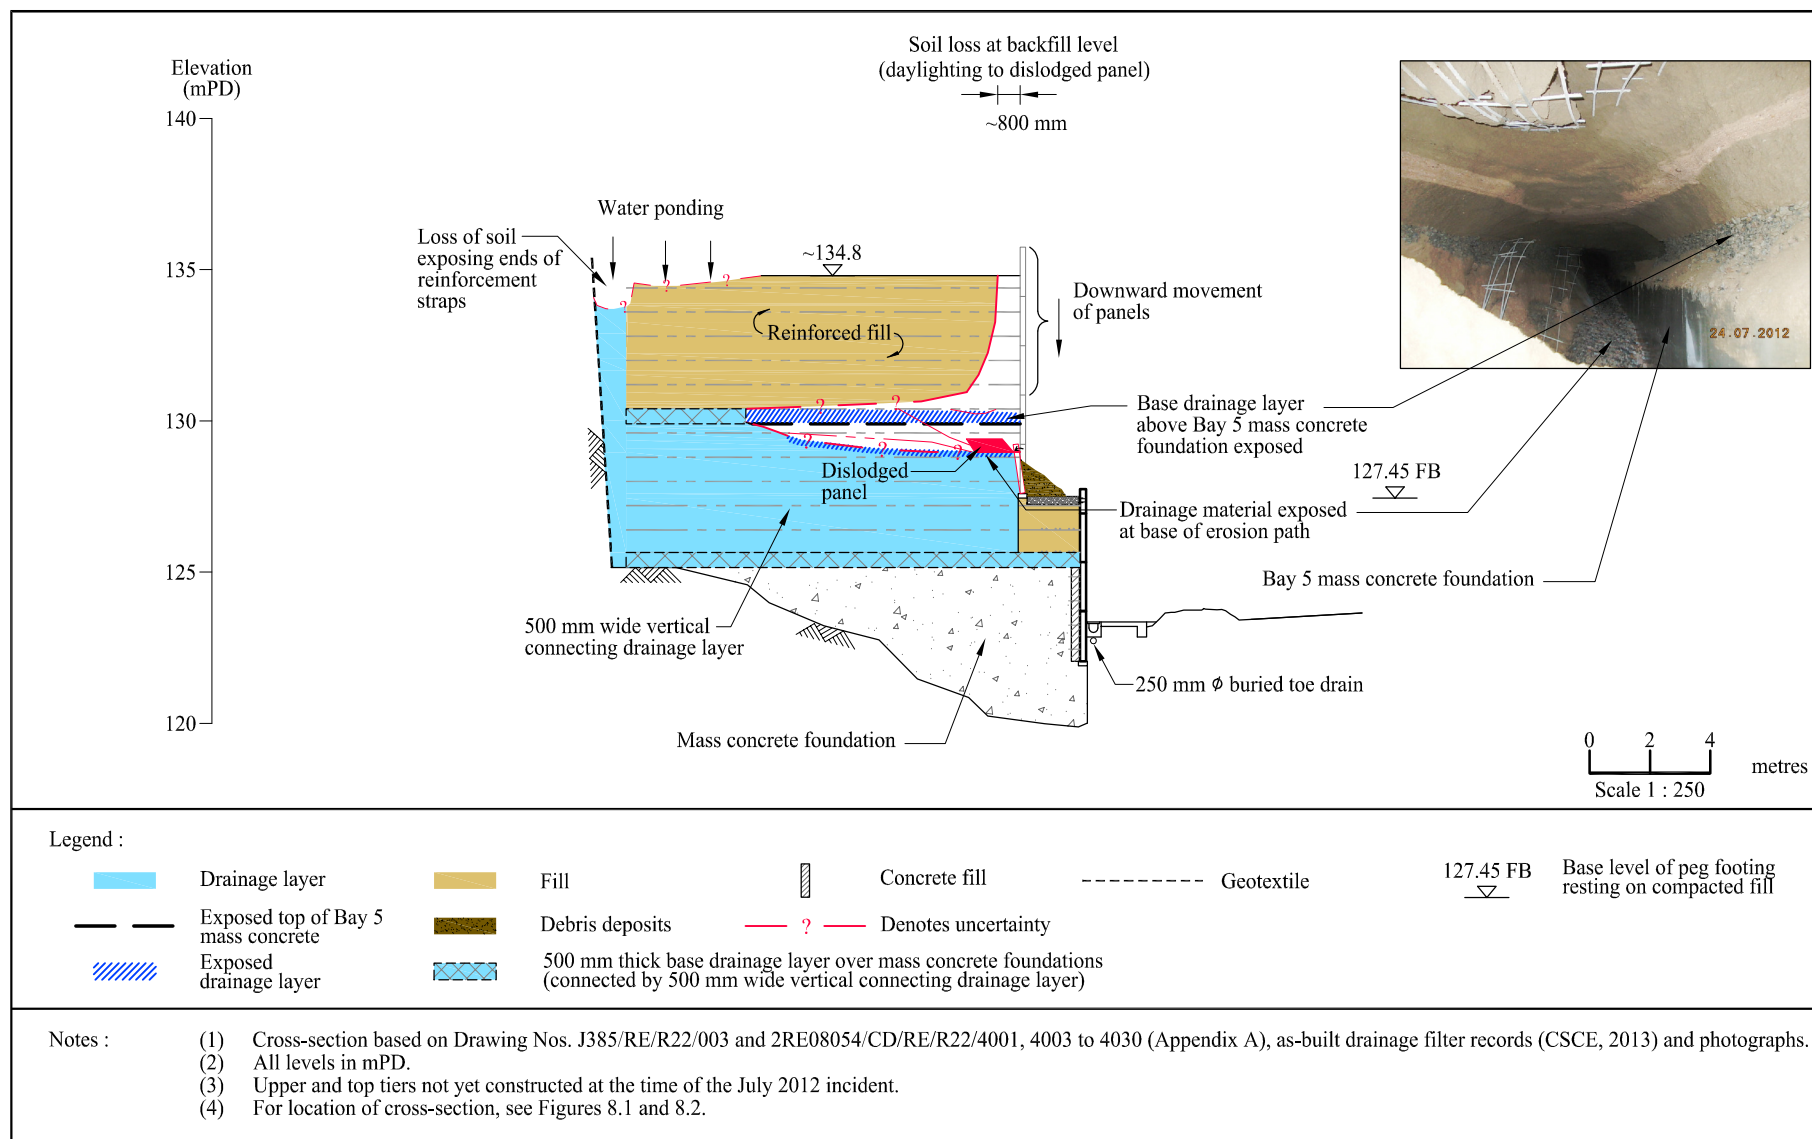 Soil loss at backfill level
(daylighting to dislodged panel)
~800 mm
Elevation
(mPD)
140
135
130
125
120
Water ponding
Loss of soil
exposing ends of
reinforcement
straps
~134.8
Reinforced fill
Downward movement
of panels
24.07.2012
Base drainage layer
above Bay 5 mass concrete
foundation exposed
127.45 FB
Dislodged
panel
Drainage material exposed
at base of erosion path
Bay 5 mass concrete foundation
500 mm wide vertical
connecting drainage layer
250 mm ϕ buried toe drain
Mass concrete foundation
? ? ? ? ? ? ? ?
0 2 4
metres
Scale 1 : 250
Legend :
Drainage layer
Fill
Concrete fill
Geotextile
127.45 FB
Base level of peg footing
resting on compacted fill
Exposed top of Bay 5
mass concrete
Debris deposits
? Denotes uncertainty
Exposed
drainage layer
500 mm thick base drainage layer over mass concrete foundations
(connected by 500 mm wide vertical connecting drainage layer)
Notes :
(1) Cross-section based on Drawing Nos. J385/RE/R22/003 and 2RE08054/CD/RE/R22/4001, 4003 to 4030 (Appendix A), as-built drainage filter records (CSCE, 2013) and photographs.
(2) All levels in mPD.
(3) Upper and top tiers not yet constructed at the time of the July 2012 incident.
(4) For location of cross-section, see Figures 8.1 and 8.2.